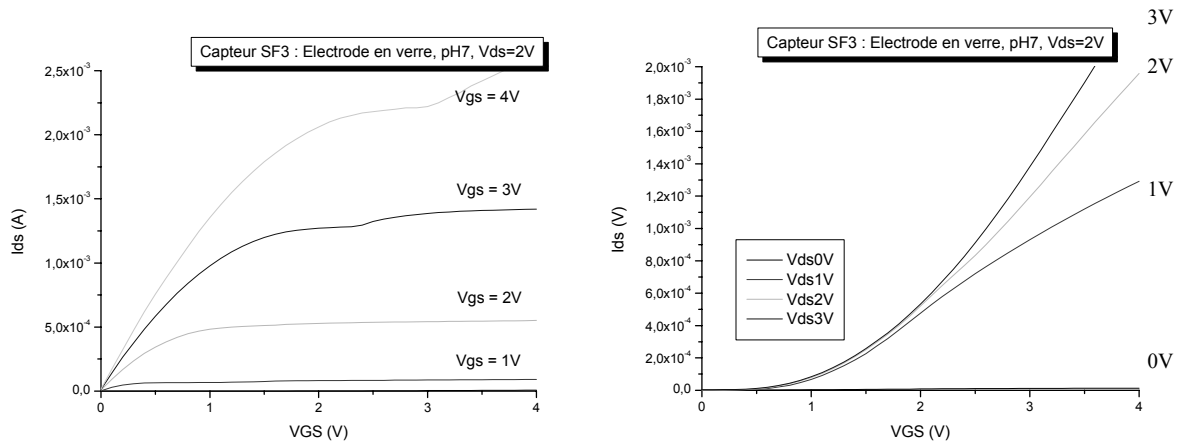 Capteur SF3 : Electrode en verre, pH7, Vds=2V
2,5x10⁻³
2,0x10⁻³
1,5x10⁻³
1,0x10⁻³
5,0x10⁻⁴
0,0
Ids (A)
Vgs = 4V
Vgs = 3V
Vgs = 2V
Vgs = 1V
0 1 2 3 4
VGS (V)
Capteur SF3 : Electrode en verre, pH7, Vds=2V
2,0x10⁻³
1,8x10⁻³
1,6x10⁻³
1,4x10⁻³
1,2x10⁻³
1,0x10⁻³
8,0x10⁻⁴
6,0x10⁻⁴
4,0x10⁻⁴
2,0x10⁻⁴
0,0
Ids (V)
Vds0V
Vds1V
Vds2V
Vds3V
0 1 2 3 4
VGS (V)
3V
2V
1V
0V